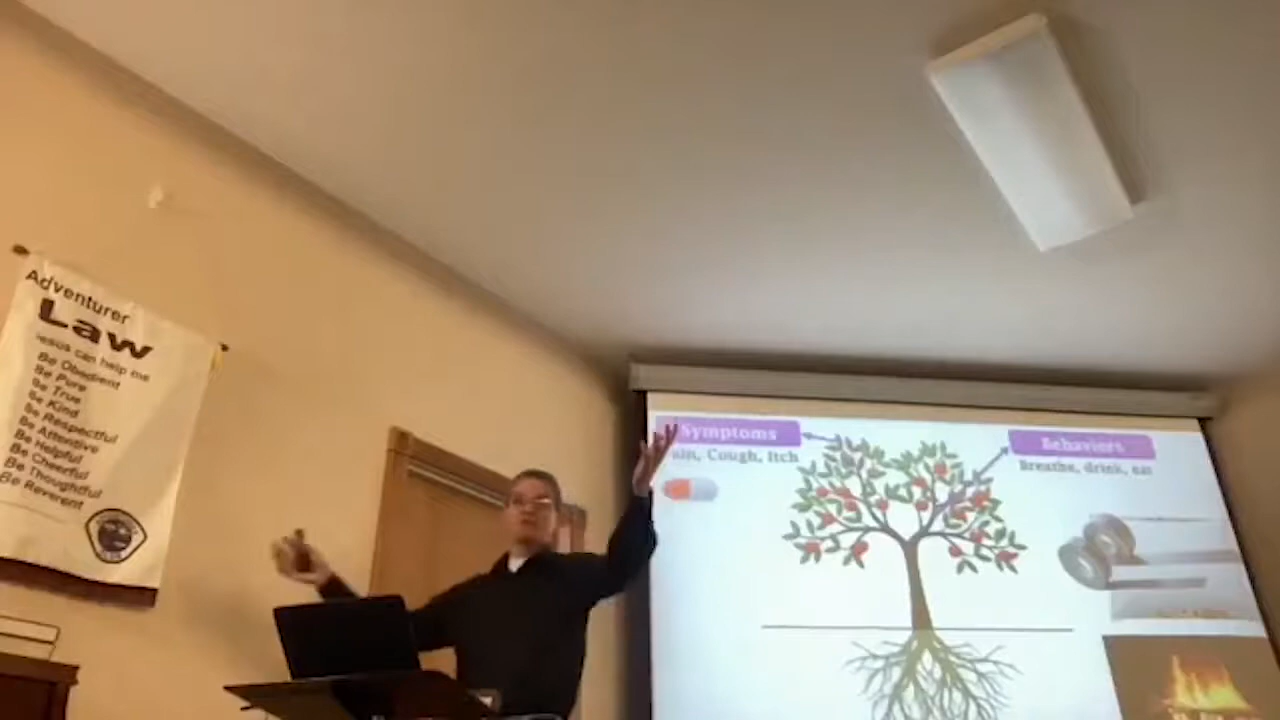 Adventurer
Law
Jesus can help me
Be Obedient
Be Pure
Be True
Be Kind
Be Respectful
Be Attentive
Be Helpful
Be Cheerful
Be Thoughtful
Be Reverent
Symptoms
Cough, Itch
Behaviors
Breathe, drink, eat